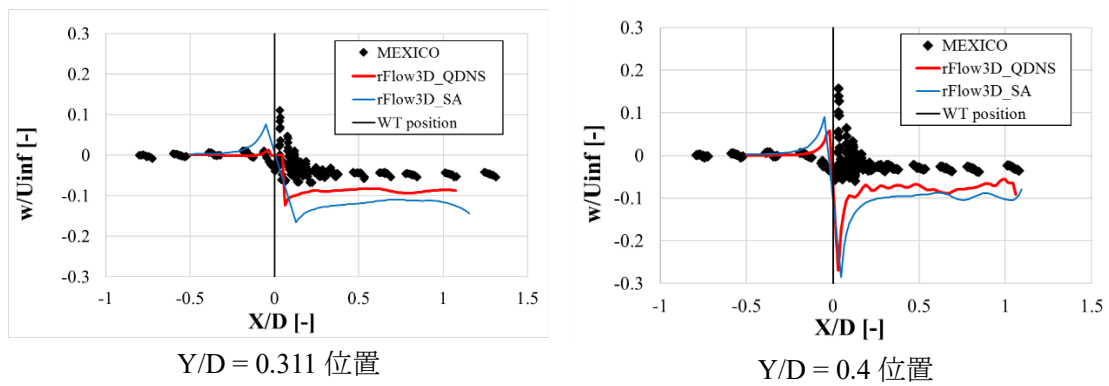 0.3
0.2
0.1
0
-0.1
-0.2
-0.3
w/Uinf [-]
MEXICO
rFlow3D_QDNS
rFlow3D_SA
WT position
-1
-0.5
0
0.5
1
1.5
X/D [-]
Y/D = 0.311 位置
0.3
0.2
0.1
0
-0.1
-0.2
-0.3
w/Uinf [-]
MEXICO
rFlow3D_QDNS
rFlow3D_SA
WT position
-1
-0.5
0
0.5
1
1.5
X/D [-]
Y/D = 0.4 位置